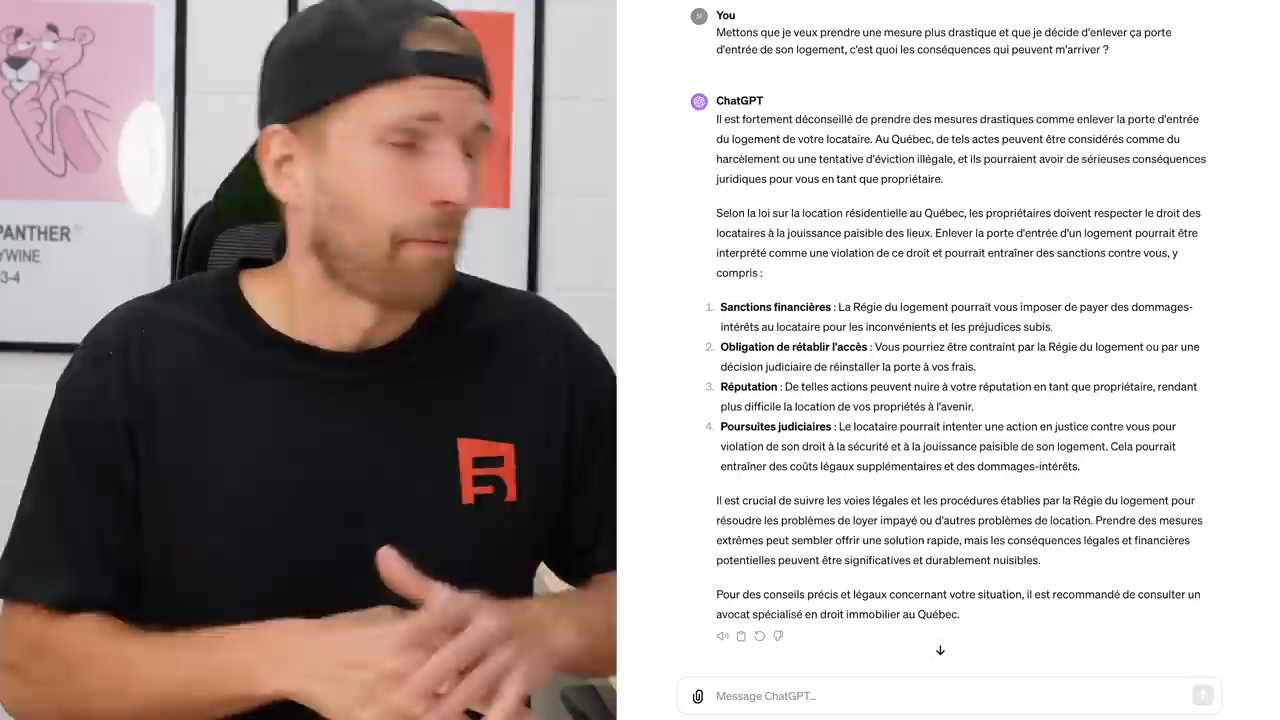 PANTHER
YWINE
3-4
5
You
Mettons que je veux prendre une mesure plus drastique et que je décide d'enlever ça porte
d'entrée de son logement, c'est quoi les conséquences qui peuvent m'arriver ?
ChatGPT
Il est fortement déconseillé de prendre des mesures drastiques comme enlever la porte d'entrée
du logement de votre locataire. Au Québec, de tels actes peuvent être considérés comme du
harcèlement ou une tentative d'éviction illégale, et ils pourraient avoir de sérieuses conséquences
juridiques pour vous en tant que propriétaire.
Selon la loi sur la location résidentielle au Québec, les propriétaires doivent respecter le droit des
locataires à la jouissance paisible des lieux. Enlever la porte d'entrée d'un logement pourrait être
interprété comme une violation de ce droit et pourrait entraîner des sanctions contre vous, y
compris :
1. Sanctions financières : La Régie du logement pourrait vous imposer de payer des dommages-
intérêts au locataire pour les inconvénients et les préjudices subis.
2. Obligation de rétablir l'accès : Vous pourriez être contraint par la Régie du logement ou par une
décision judiciaire de réinstaller la porte à vos frais.
3. Réputation : De telles actions peuvent nuire à votre réputation en tant que propriétaire, rendant
plus difficile la location de vos propriétés à l'avenir.
4. Poursuites judiciaires : Le locataire pourrait intenter une action en justice contre vous pour
violation de son droit à la sécurité et à la jouissance paisible de son logement. Cela pourrait
entraîner des coûts légaux supplémentaires et des dommages-intérêts.
Il est crucial de suivre les voies légales et les procédures établies par la Régie du logement pour
résoudre les problèmes de loyer impayé ou d'autres problèmes de location. Prendre des mesures
extrêmes peut sembler offrir une solution rapide, mais les conséquences légales et financières
potentielles peuvent être significatives et durablement nuisibles.
Pour des conseils précis et légaux concernant votre situation, il est recommandé de consulter un
avocat spécialisé en droit immobilier au Québec.
Message ChatGPT...